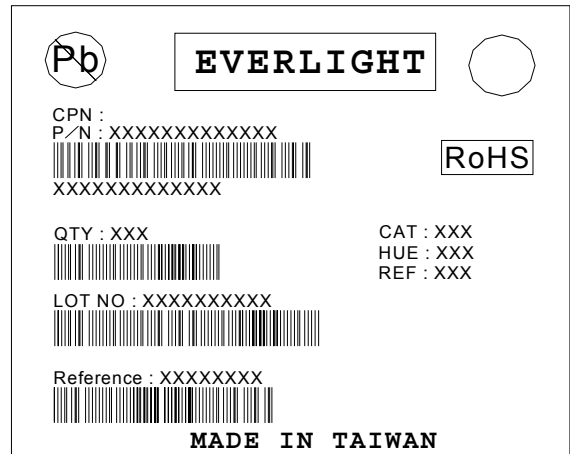 Pb
EVERLIGHT
CPN :
P/N : XXXXXXXXXXXXX
RoHS
XXXXXXXXXXXXX
QTY : XXX
CAT : XXX
HUE : XXX
REF : XXX
LOT NO : XXXXXXXXXX
Reference : XXXXXXXX
MADE IN TAIWAN